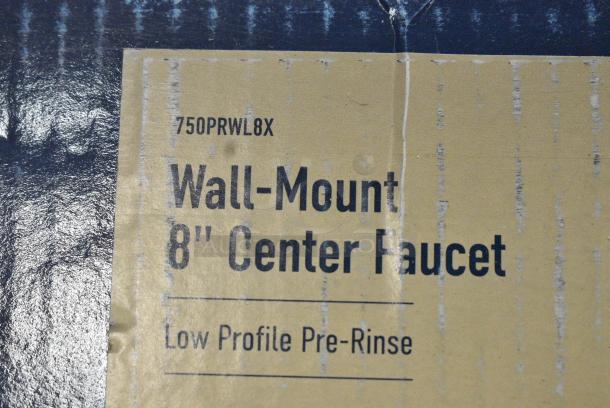 750PRWL8X
Wall-Mount
8" Center Faucet
Low Profile Pre-Rinse